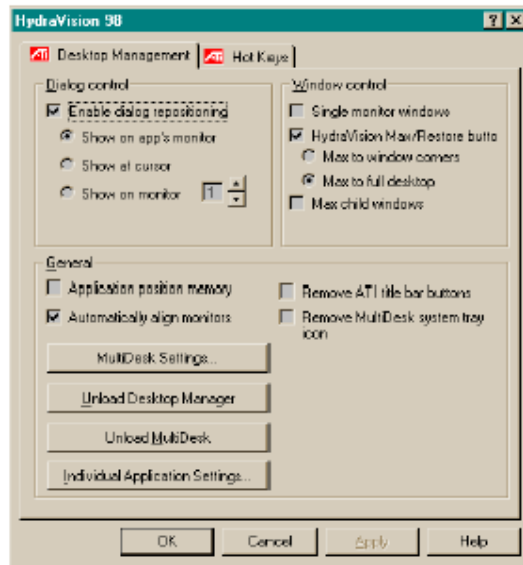 HydraVision 98
ATI Desktop Management
ATI Hot Keys
Dialog control
Enable dialog repositioning
Show on app's monitor
Show at cursor
Show on monitor 1
Window control
Single monitor windows
HydraVision Max/Restore butto
Max to window corners
Max to full desktop
Max child windows
General
Application position memory
Automatically align monitors
Remove ATI title bar buttons
Remove MultiDesk system tray
icon
MultiDesk Settings...
Unload Desktop Manager
Unload MultiDesk
Individual Application Settings...
OK
Cancel
Apply
Help